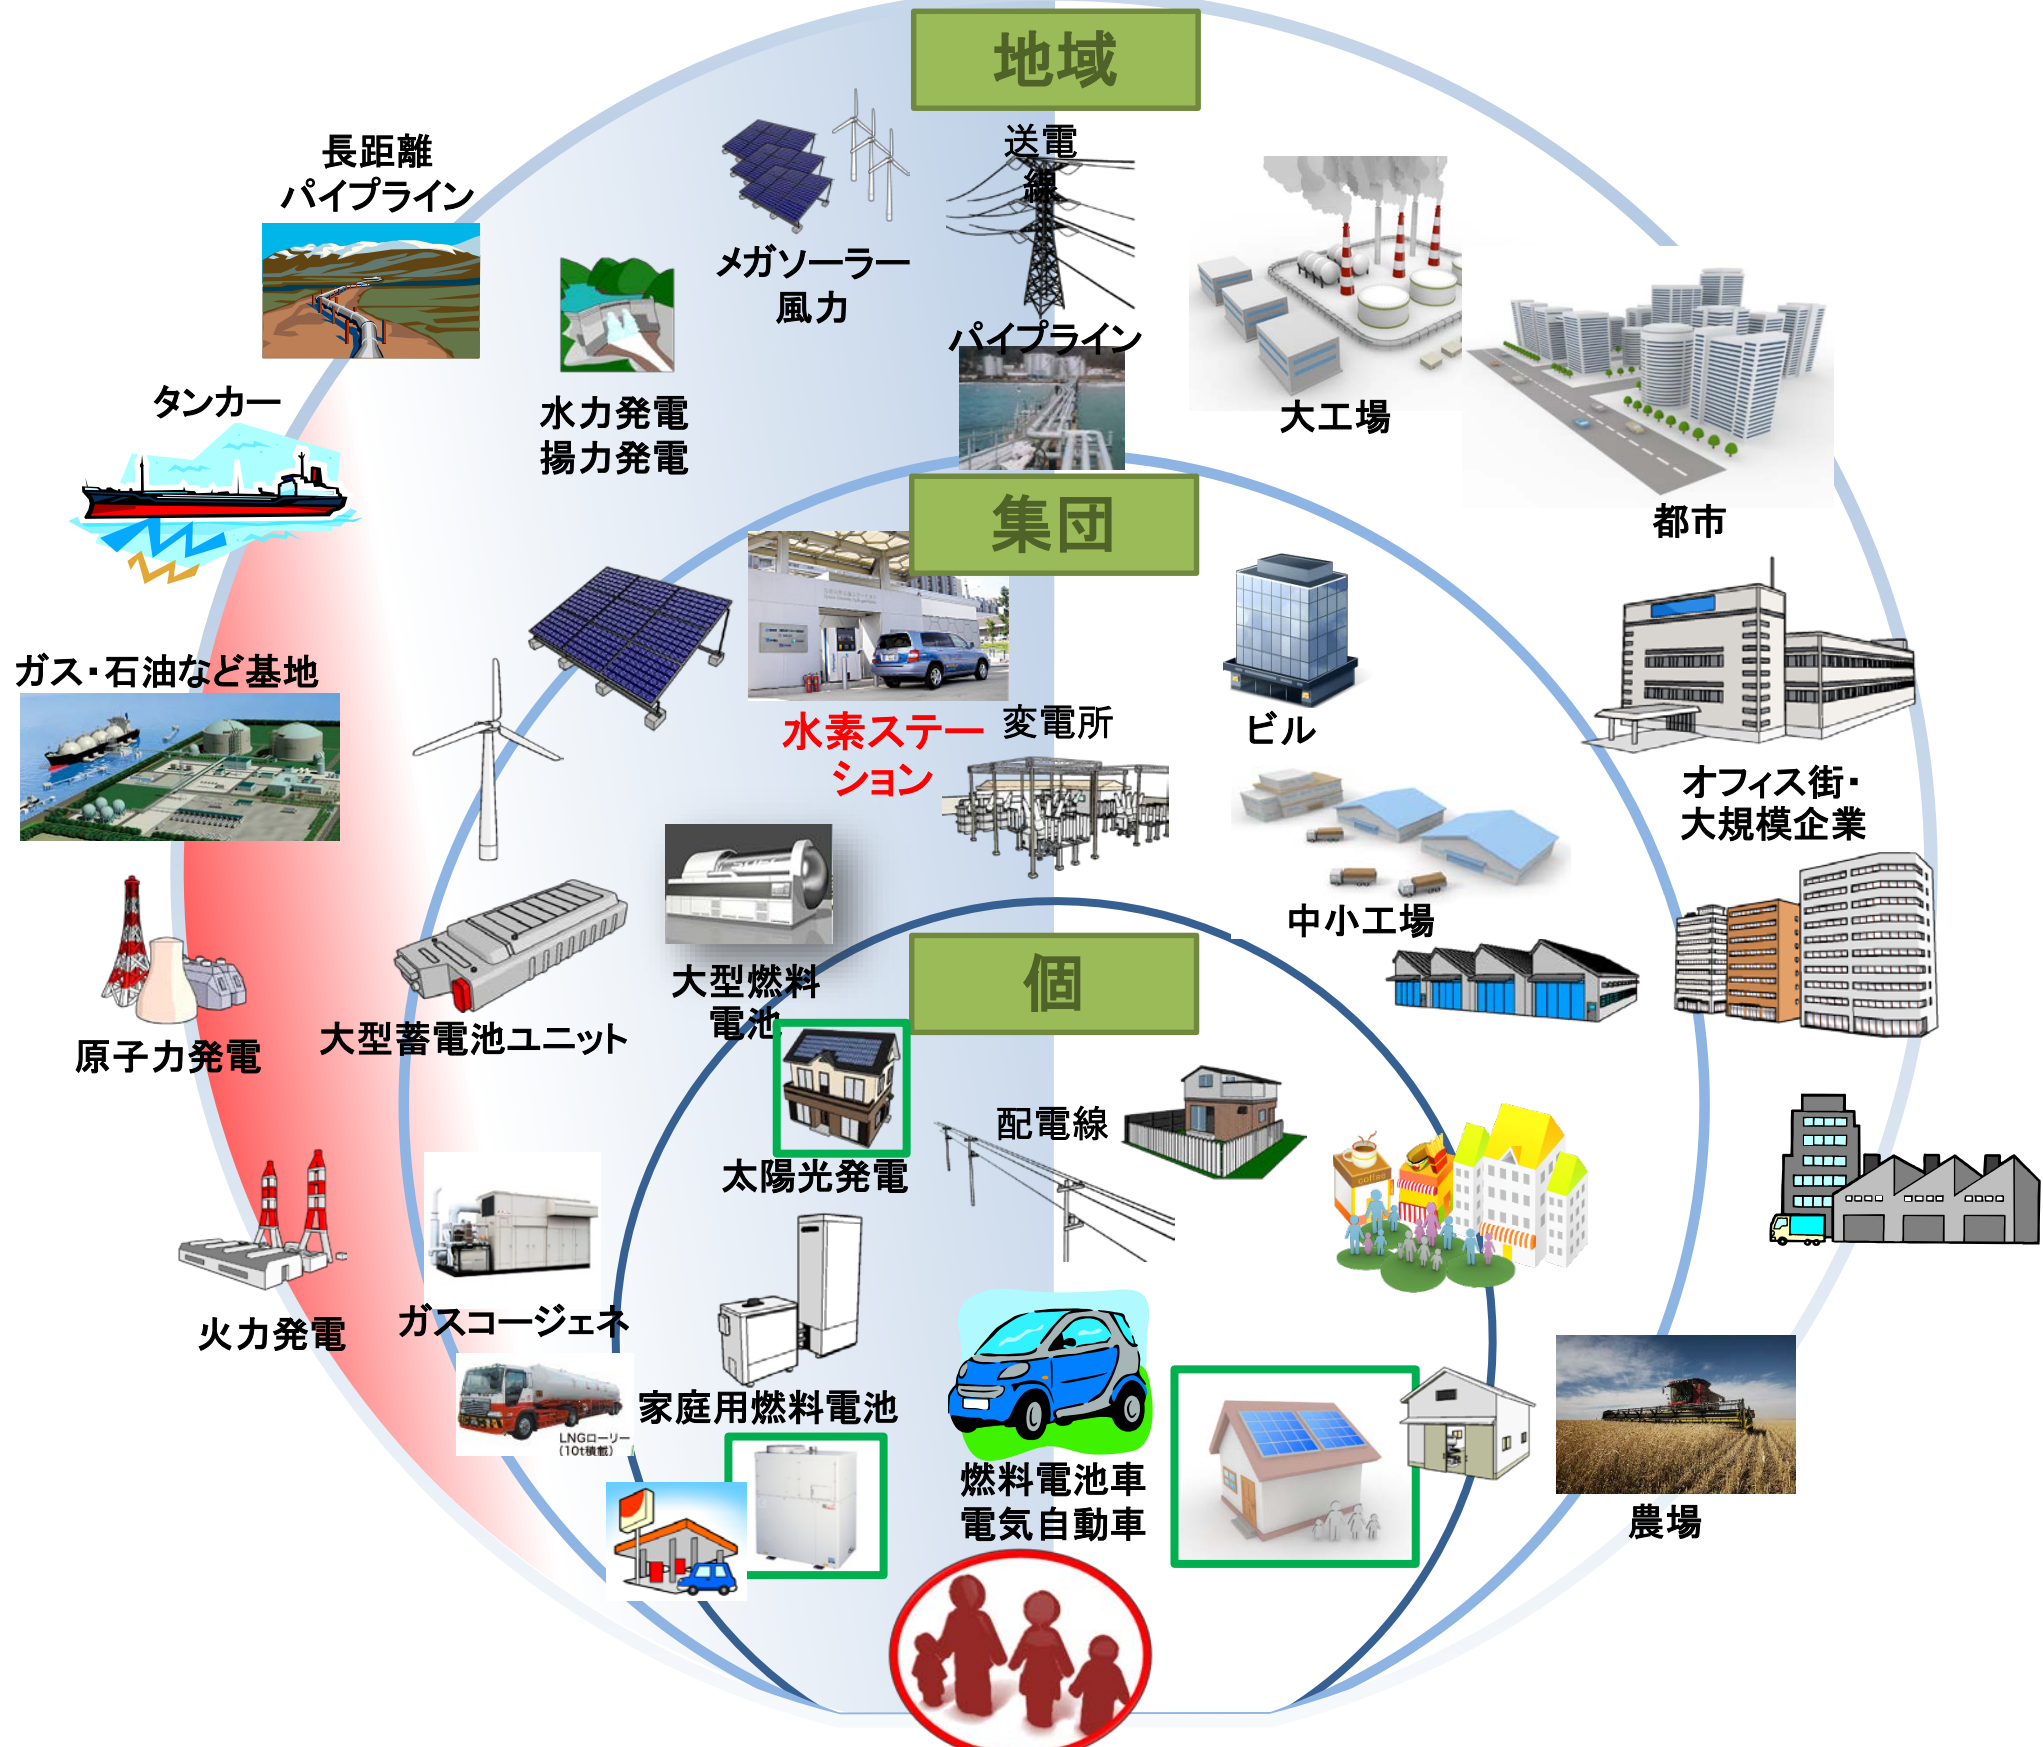 地域
長距離
パイプライン
送電
線
メガソーラー
風力
パイプライン
タンカー
水力発電
揚力発電
大工場
都市
集団
ガス・石油など基地
水素ステー
ション
変電所
ビル
オフィス街・
大規模企業
中小工場
大型燃料
電池
個
原子力発電
大型蓄電池ユニット
配電線
太陽光発電
coffee
火力発電
ガスコージェネ
家庭用燃料電池
LNGローリー
(10t積載)
燃料電池車
電気自動車
農場